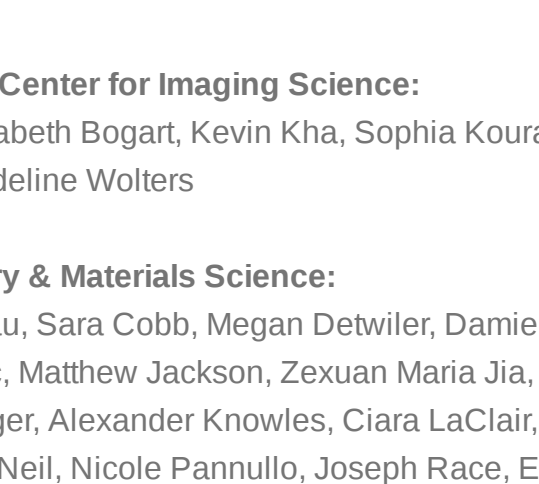 Center for Imaging Science:
abeth Bogart, Kevin Kha, Sophia Koura
deline Wolters
ry & Materials Science:
u, Sara Cobb, Megan Detwiler, Damie
, Matthew Jackson, Zexuan Maria Jia,
ger, Alexander Knowles, Ciara LaClair,
Neil, Nicole Pannullo, Joseph Race, E